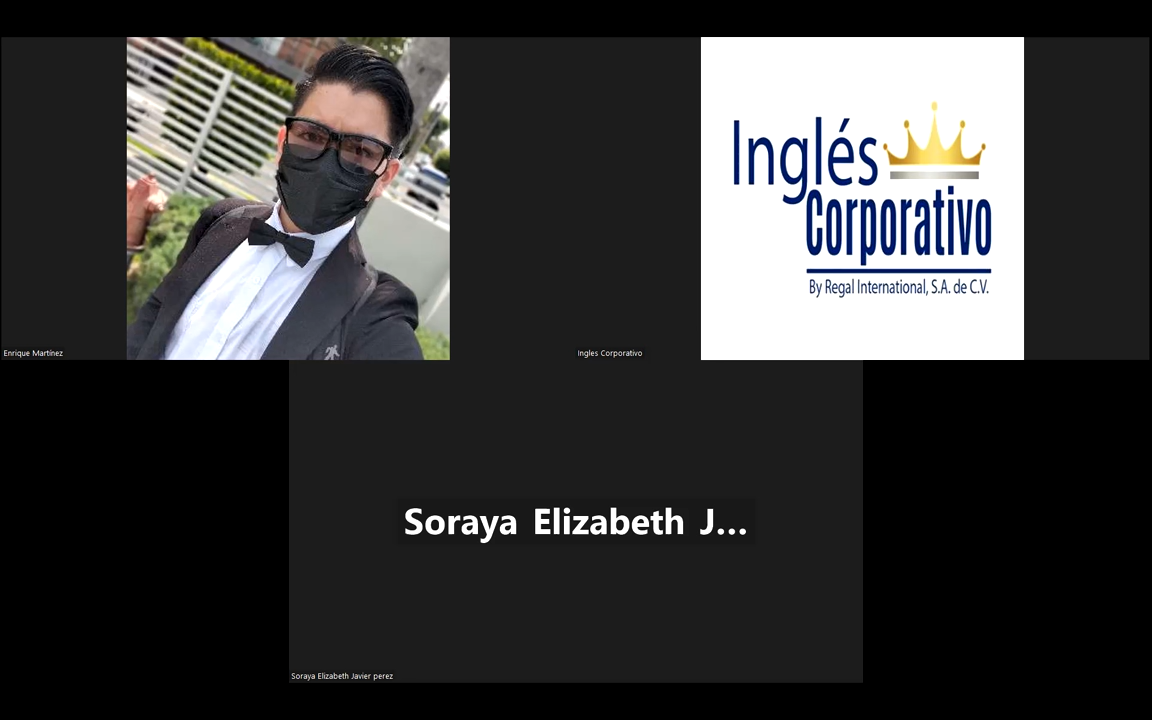 Inglés
Corporativo
By Regal International, S.A. de C.V.
Enrique Martínez
Ingles Corporativo
Soraya Elizabeth J...
Soraya Elizabeth Javier perez